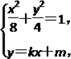 x²/8 + y²/4 = 1,
y = kx + m,